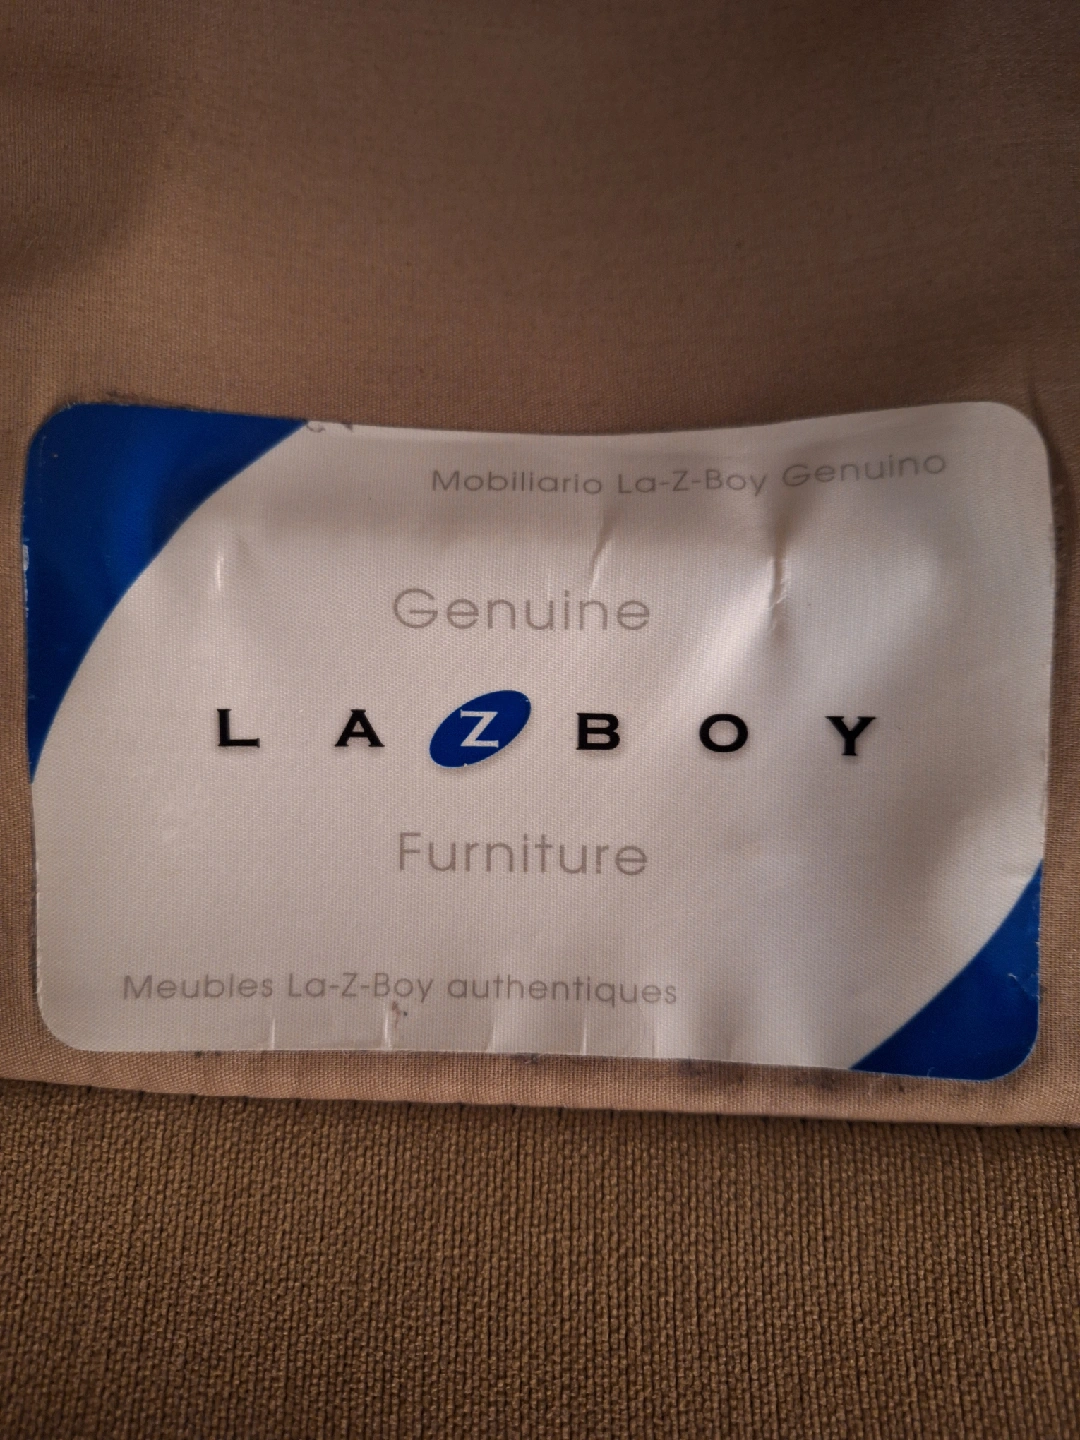 Mobiliario La-Z-Boy Genuino
Genuine
LAZBOY
Furniture
Meubles La-Z-Boy authentiques